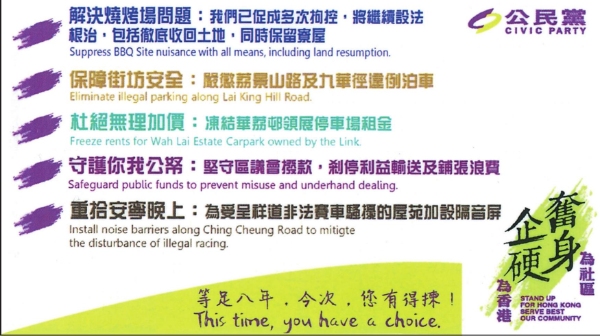 解決燒烤場問題：我們已促成多次拘控，將繼續設法
根治，包括徹底收回土地，同時保留寮屋
Suppress BBQ Site nuisance with all means, including land resumption.
公民黨
CIVIC PARTY
保障街坊安全：嚴懲荔景山路及九華徑違例泊車
Eliminate illegal parking along Lai King Hill Road.
杜絕無理加價：凍結華荔邨領展停車場租金
Freeze rents for Wah Lai Estate Carpark owned by the Link.
守護你我公帑：堅守區議會撥款，剎停利益輸送及鋪張浪費
Safeguard public funds to prevent misuse and underhand dealing.
重拾安寧晚上：為受呈祥道非法賽車騷擾的屋苑加設隔音屏
Install noise barriers along Ching Cheung Road to mitigte
the disturbance of illegal racing.
奮身
企硬
為社區
為香港
STAND UP
FOR HONG KONG
SERVE BEST
OUR COMMUNITY
等足八年，今次，您有得揀！
This time, you have a choice.